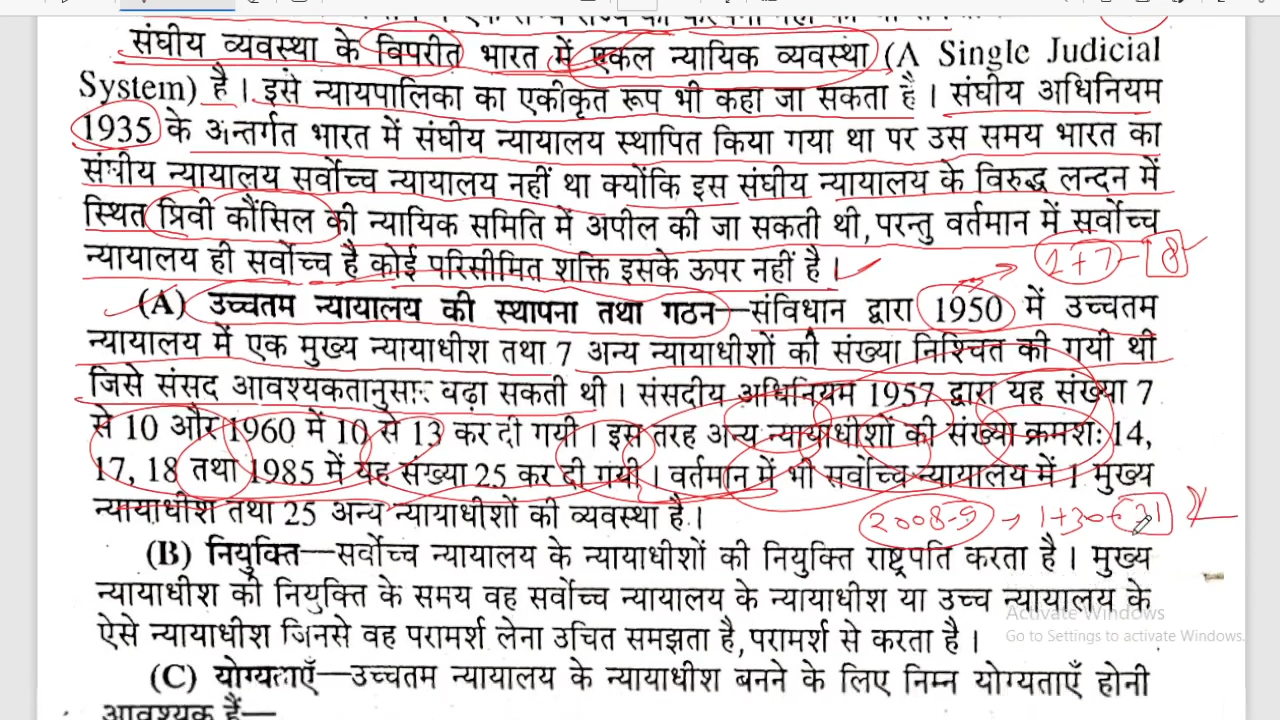 संघीय व्यवस्था के विपरीत भारत में एकल न्यायिक व्यवस्था (A Single Judicial
System) है। इसे न्यायपालिका का एकीकृत रूप भी कहा जा सकता है। संघीय अधिनियम
1935 के अन्तर्गत भारत में संघीय न्यायालय स्थापित किया गया था पर उस समय भारत का
संघीय न्यायालय सर्वोच्च न्यायालय नहीं था क्योंकि इस संघीय न्यायालय के विरुद्ध लन्दन में
स्थित प्रिवी कौंसिल की न्यायिक समिति में अपील की जा सकती थी, परन्तु वर्तमान में सर्वोच्च
न्यायालय ही सर्वोच्च है कोई परिसीमित शक्ति इसके ऊपर नहीं है।
1+7-8
(A) उच्चतम न्यायालय की स्थापना तथा गठन—संविधान द्वारा 1950 में उच्चतम
न्यायालय में एक मुख्य न्यायाधीश तथा 7 अन्य न्यायाधीशों की संख्या निश्चित की गयी थी
जिसे संसद आवश्यकतानुसार बढ़ा सकती थी। संसदीय अधिनियम 1957 द्वारा यह संख्या 7
से 10 और 1960 में 10 से 13 कर दी गयी। इस तरह अन्य न्यायाधीशों की संख्या क्रमशः 14,
17, 18 तथा 1985 में यह संख्या 25 कर दी गयी। वर्तमान में भी सर्वोच्च न्यायालय में 1 मुख्य
न्यायाधीश तथा 25 अन्य न्यायाधीशों की व्यवस्था है।
2008-9 → 1+30=31
(B) नियुक्ति—सर्वोच्च न्यायालय के न्यायाधीशों की नियुक्ति राष्ट्रपति करता है। मुख्य
न्यायाधीश की नियुक्ति के समय वह सर्वोच्च न्यायालय के न्यायाधीश या उच्च न्यायालय के
ऐसे न्यायाधीश जिनसे वह परामर्श लेना उचित समझता है, परामर्श से करता है।
Activate Windows
Go to Settings to activate Windows.
(C) योग्यताएँ—उच्चतम न्यायालय के न्यायाधीश बनने के लिए निम्न योग्यताएँ होनी
आवश्यक हैं—